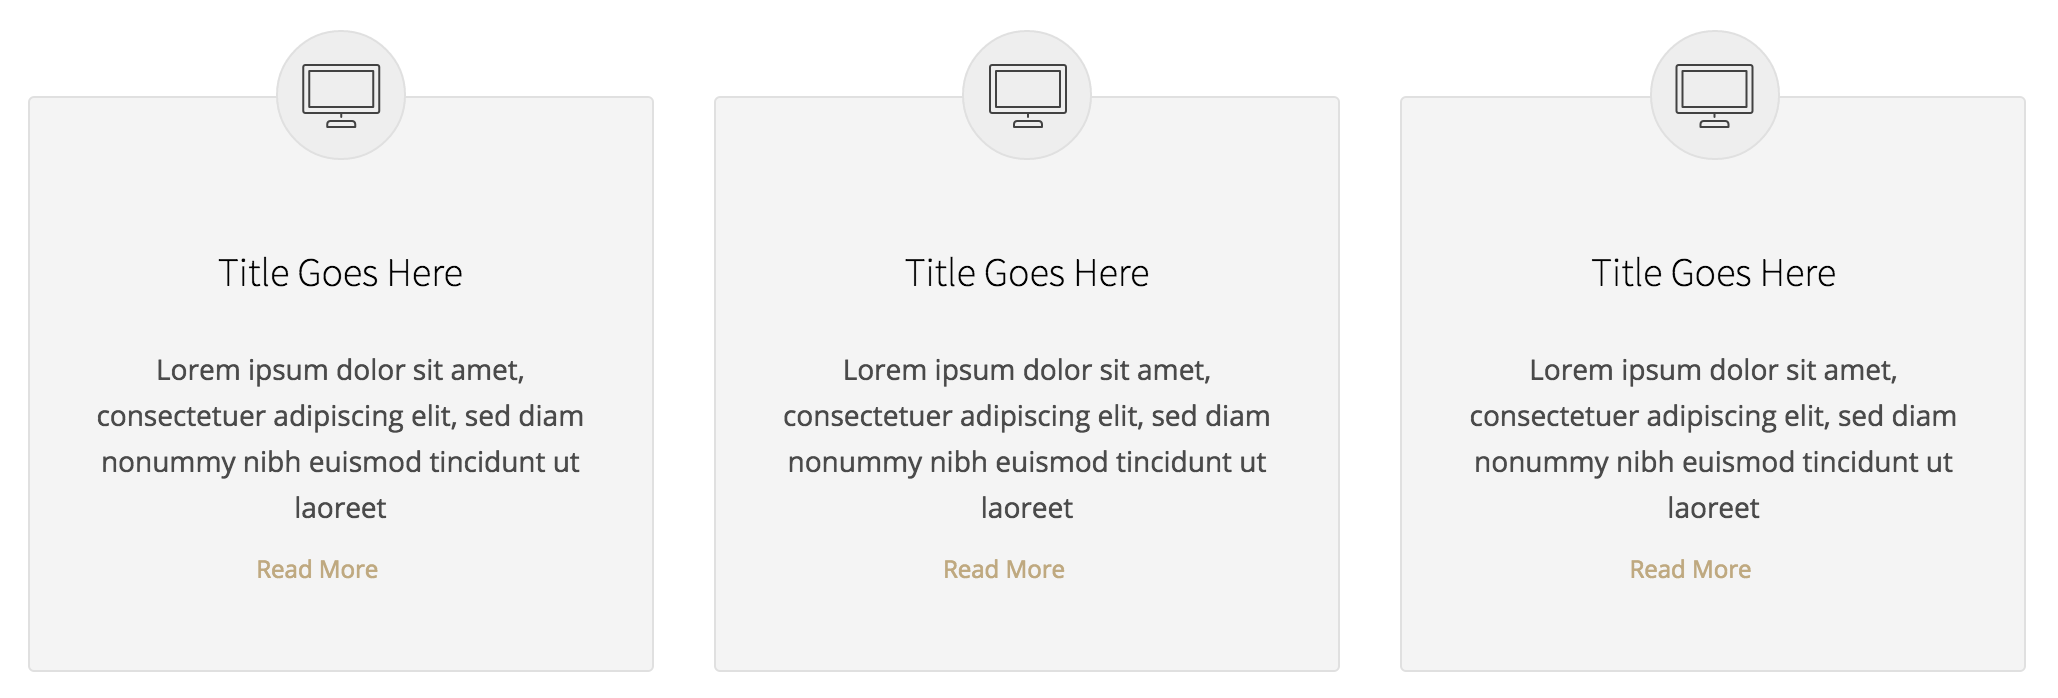 Title Goes Here
Lorem ipsum dolor sit amet,
consectetuer adipiscing elit, sed diam
nonummy nibh euismod tincidunt ut
laoreet
Read More
Title Goes Here
Lorem ipsum dolor sit amet,
consectetuer adipiscing elit, sed diam
nonummy nibh euismod tincidunt ut
laoreet
Read More
Title Goes Here
Lorem ipsum dolor sit amet,
consectetuer adipiscing elit, sed diam
nonummy nibh euismod tincidunt ut
laoreet
Read More